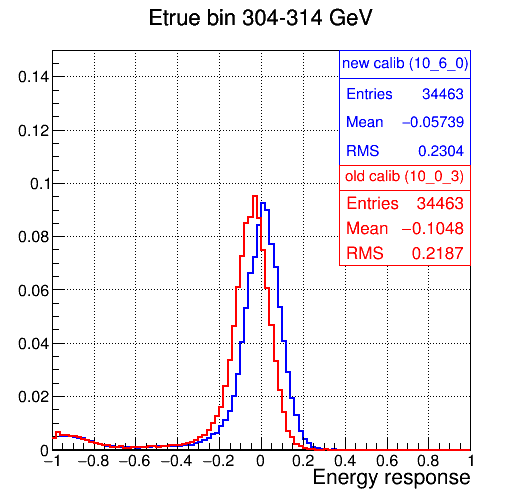 Etrue bin 304-314 GeV
new calib (10_6_0)
Entries 34463
Mean −0.05739
RMS 0.2304
old calib (10_0_3)
Entries 34463
Mean −0.1048
RMS 0.2187
0.14
0.12
0.1
0.08
0.06
0.04
0.02
0
−1 −0.8 −0.6 −0.4 −0.2 0 0.2 0.4 0.6 0.8 1
Energy response